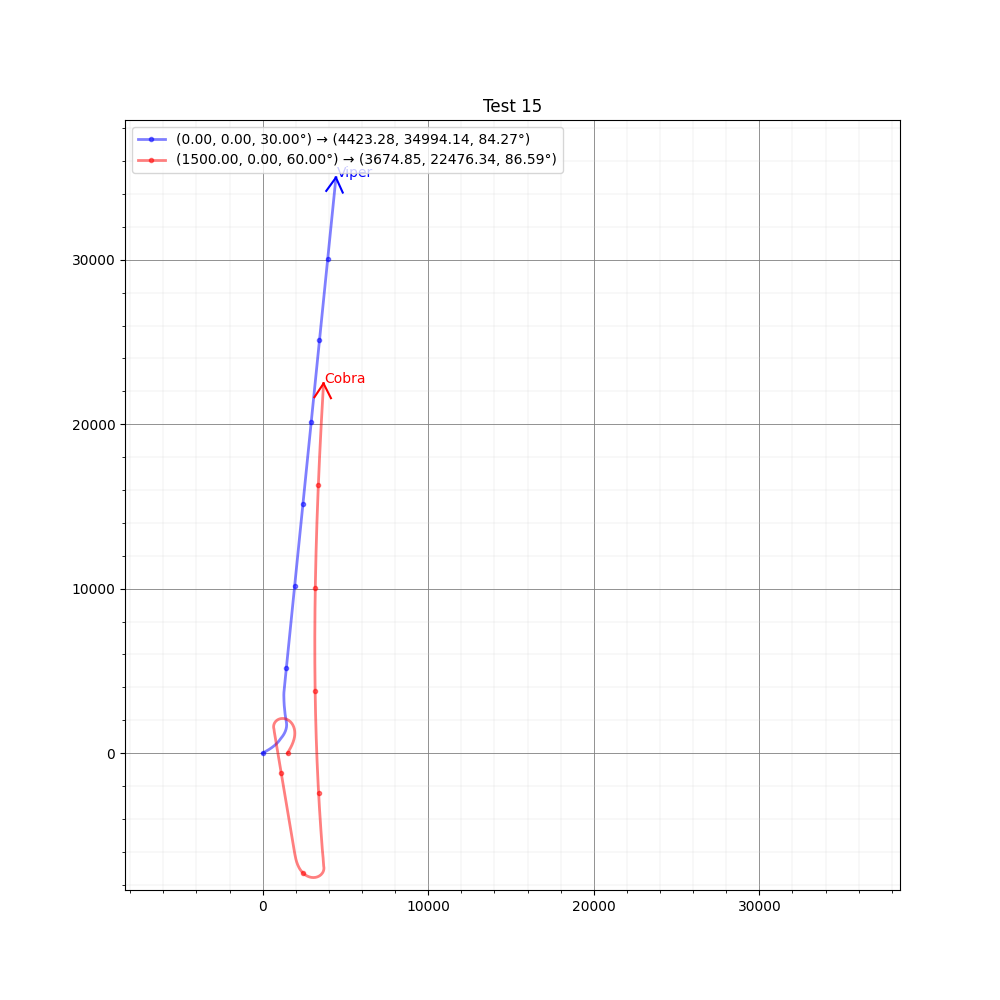 Test 15
(0.00, 0.00, 30.00°) → (4423.28, 34994.14, 84.27°)
(1500.00, 0.00, 60.00°) → (3674.85, 22476.34, 86.59°)
Viper
30000
Cobra
20000
10000
0
0 10000 20000 30000